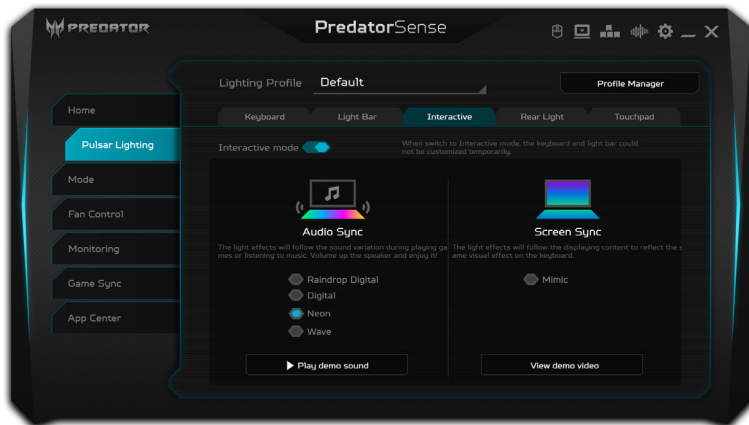 PREDATOR
PredatorSense
Lighting Profile Default
Profile Manager
Home
Pulsar Lighting
Mode
Fan Control
Monitoring
Game Sync
App Center
Keyboard Light Bar Interactive Rear Light Touchpad
Interactive mode
When switch to Interactive mode, the keyboard and light bar could
not be customized temporartly.
Audio Sync
The light effects will follow the sound variation during playing ga
mes or listening to music. Volume up the speaker and enjoy it!
Raindrop Digital
Digital
Neon
Wave
Play demo sound
Screen Sync
The light effects will follow the displaying content to reflect the s
ame visual effect on the keyboard.
Mimic
View demo video